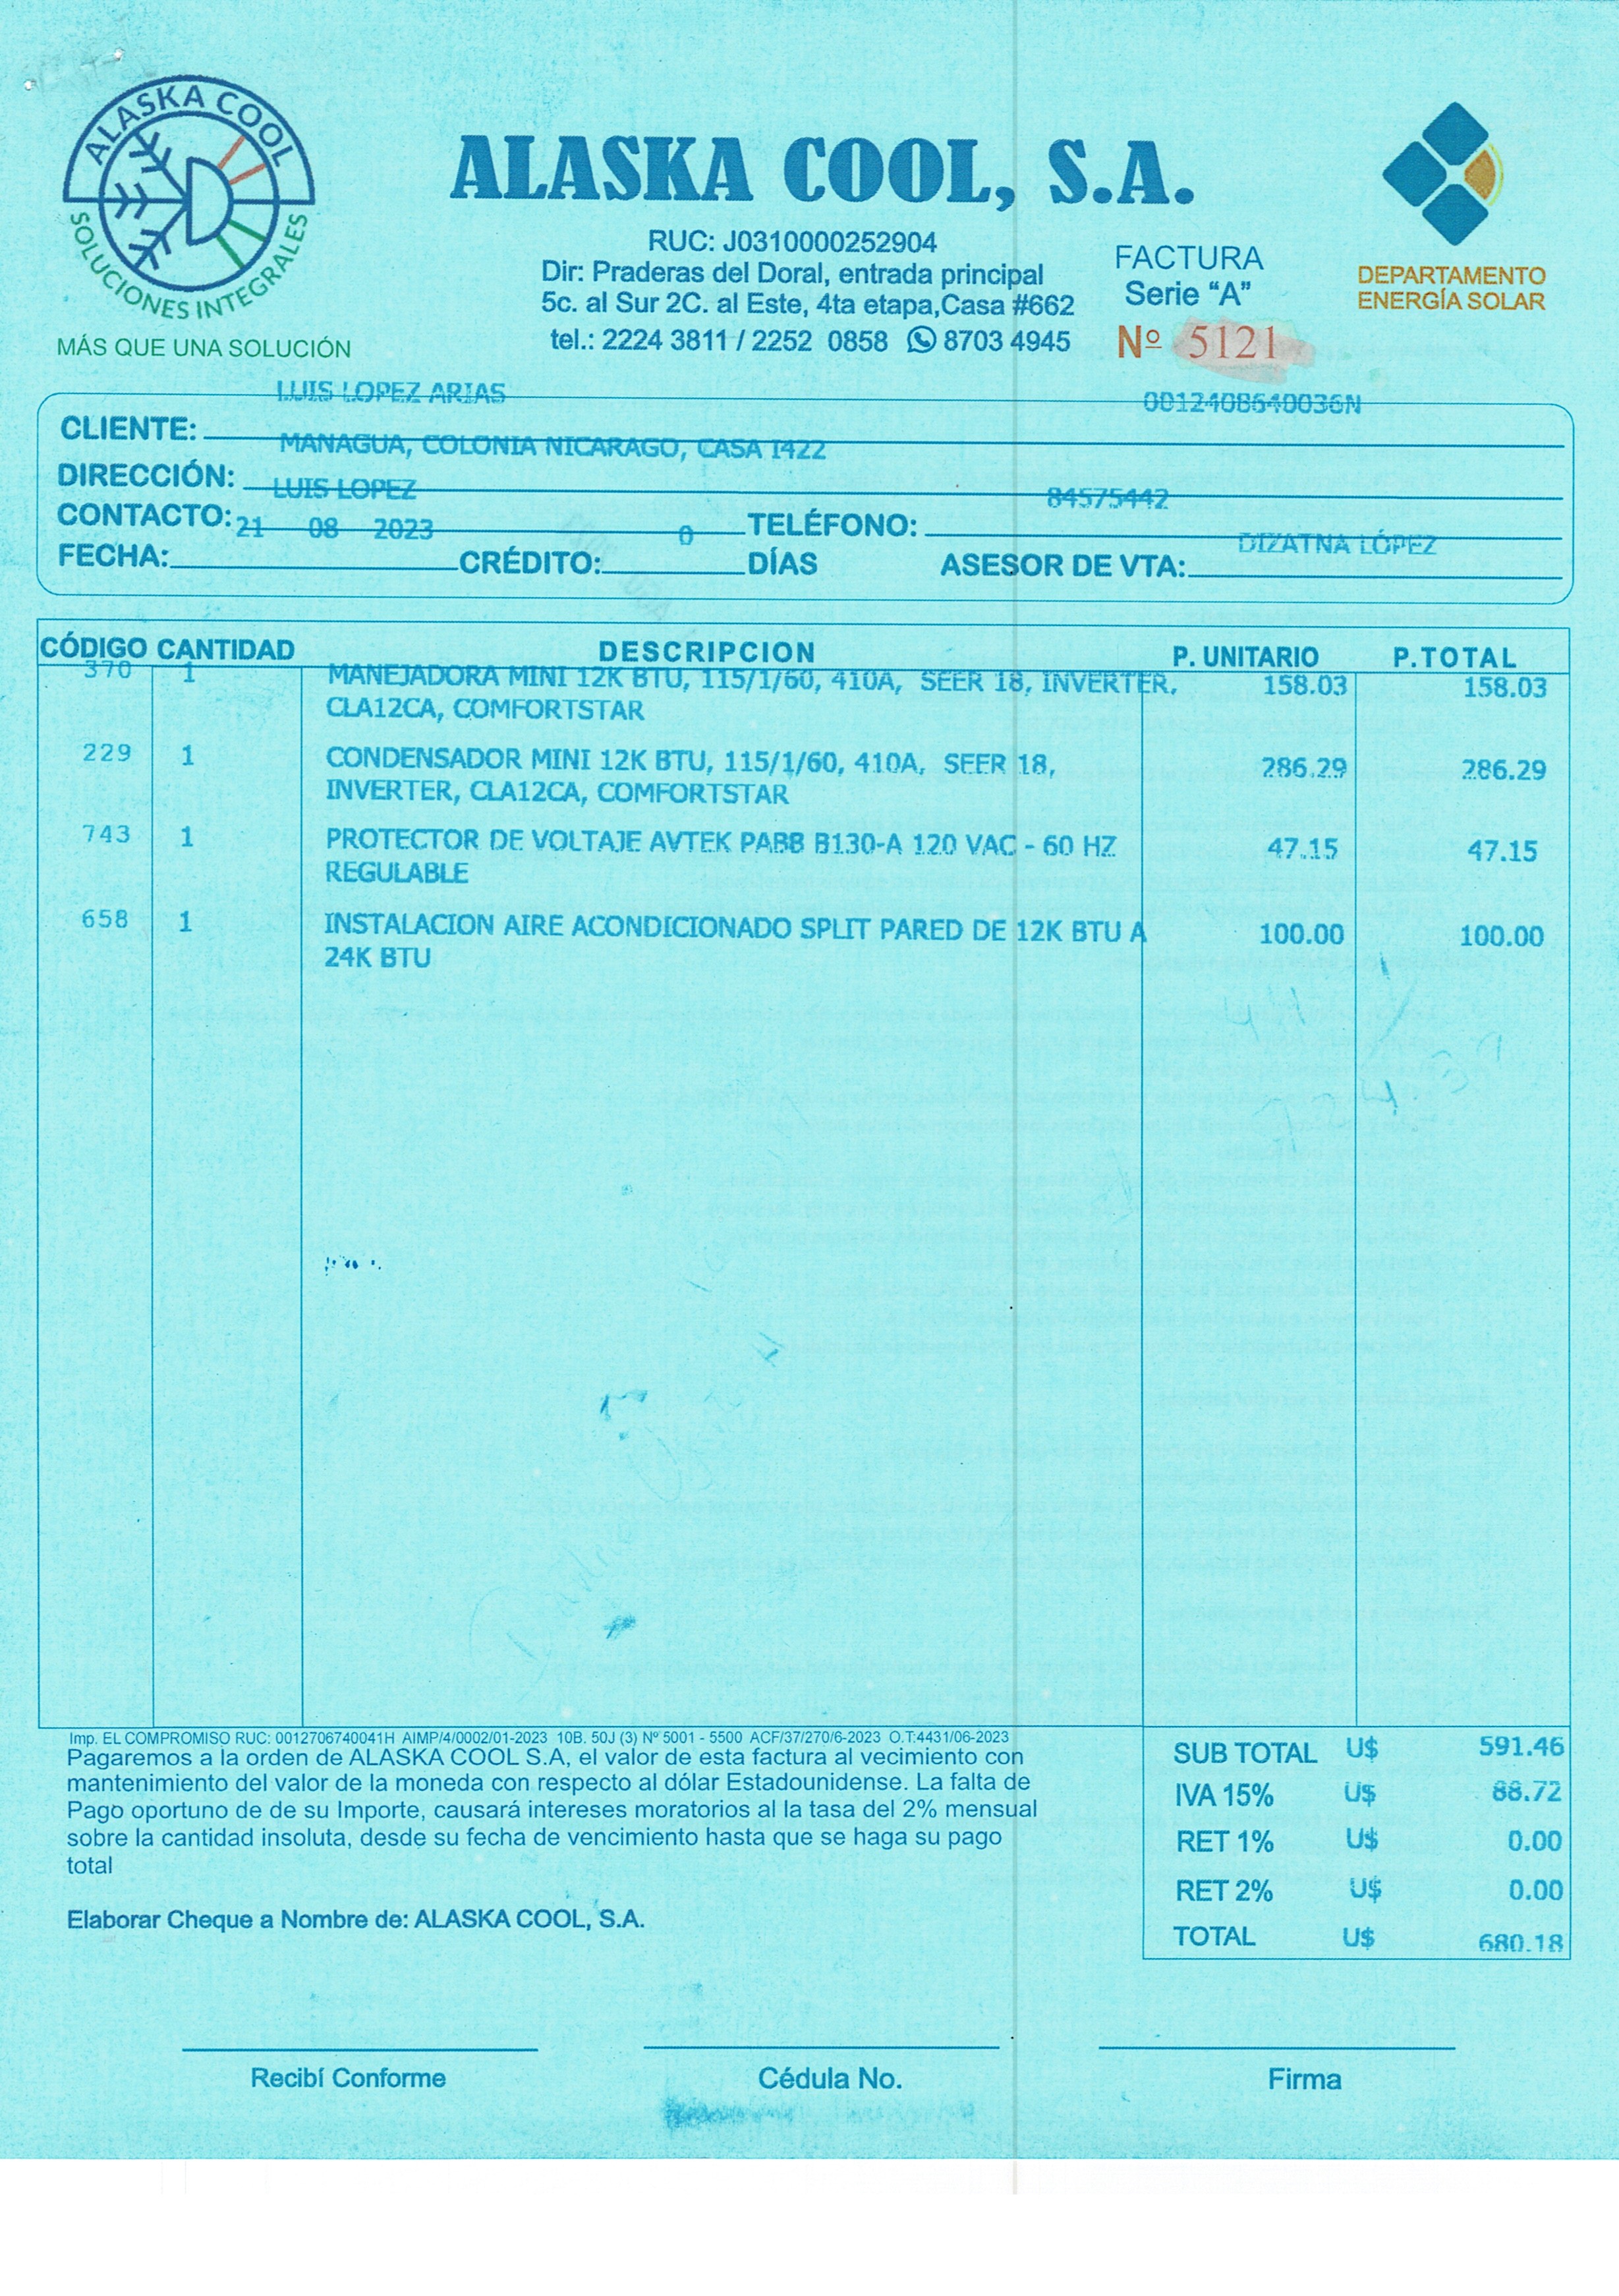 ALASKA COOL
SOLUCIONES INTEGRALES
MÁS QUE UNA SOLUCIÓN
ALASKA COOL, S.A.
RUC: J0310000252904
Dir: Praderas del Doral, entrada principal
5c. al Sur 2C. al Este, 4ta etapa,Casa #662
tel.: 2224 3811 / 2252 0858 8703 4945
FACTURA
Serie "A"
Nº 5121
DEPARTAMENTO
ENERGÍA SOLAR
LUIS LOPEZ ARIAS 0012408640036N
CLIENTE:
MANAGUA, COLONIA NICARAGO, CASA I422
DIRECCIÓN:
LUIS LOPEZ 84575442
CONTACTO: TELÉFONO:
21 08 2023 0 DIZATNA LÓPEZ
FECHA: CRÉDITO: DÍAS ASESOR DE VTA:
CÓDIGO CANTIDAD DESCRIPCION P. UNITARIO P.TOTAL
370 1 MANEJADORA MINI 12K BTU, 115/1/60, 410A, SEER 18, INVERTER, 158.03 158.03
CLA12CA, COMFORTSTAR
229 1 CONDENSADOR MINI 12K BTU, 115/1/60, 410A, SEER 18, 286.29 286.29
INVERTER, CLA12CA, COMFORTSTAR
743 1 PROTECTOR DE VOLTAJE AVTEK PABB B130-A 120 VAC - 60 HZ 47.15 47.15
REGULABLE
658 1 INSTALACION AIRE ACONDICIONADO SPLIT PARED DE 12K BTU A 100.00 100.00
24K BTU
Imp. EL COMPROMISO RUC: 0012706740041H AIMP/4/0002/01-2023 10B. 50J (3) Nº 5001 - 5500 ACF/37/270/6-2023 O.T:4431/06-2023
Pagaremos a la orden de ALASKA COOL S.A, el valor de esta factura al vecimiento con
mantenimiento del valor de la moneda con respecto al dólar Estadounidense. La falta de
Pago oportuno de de su Importe, causará intereses moratorios al la tasa del 2% mensual
sobre la cantidad insoluta, desde su fecha de vencimiento hasta que se haga su pago
total
Elaborar Cheque a Nombre de: ALASKA COOL, S.A.
SUB TOTAL U$ 591.46
IVA 15% U$ 88.72
RET 1% U$ 0.00
RET 2% U$ 0.00
TOTAL U$ 680.18
Recibí Conforme Cédula No. Firma